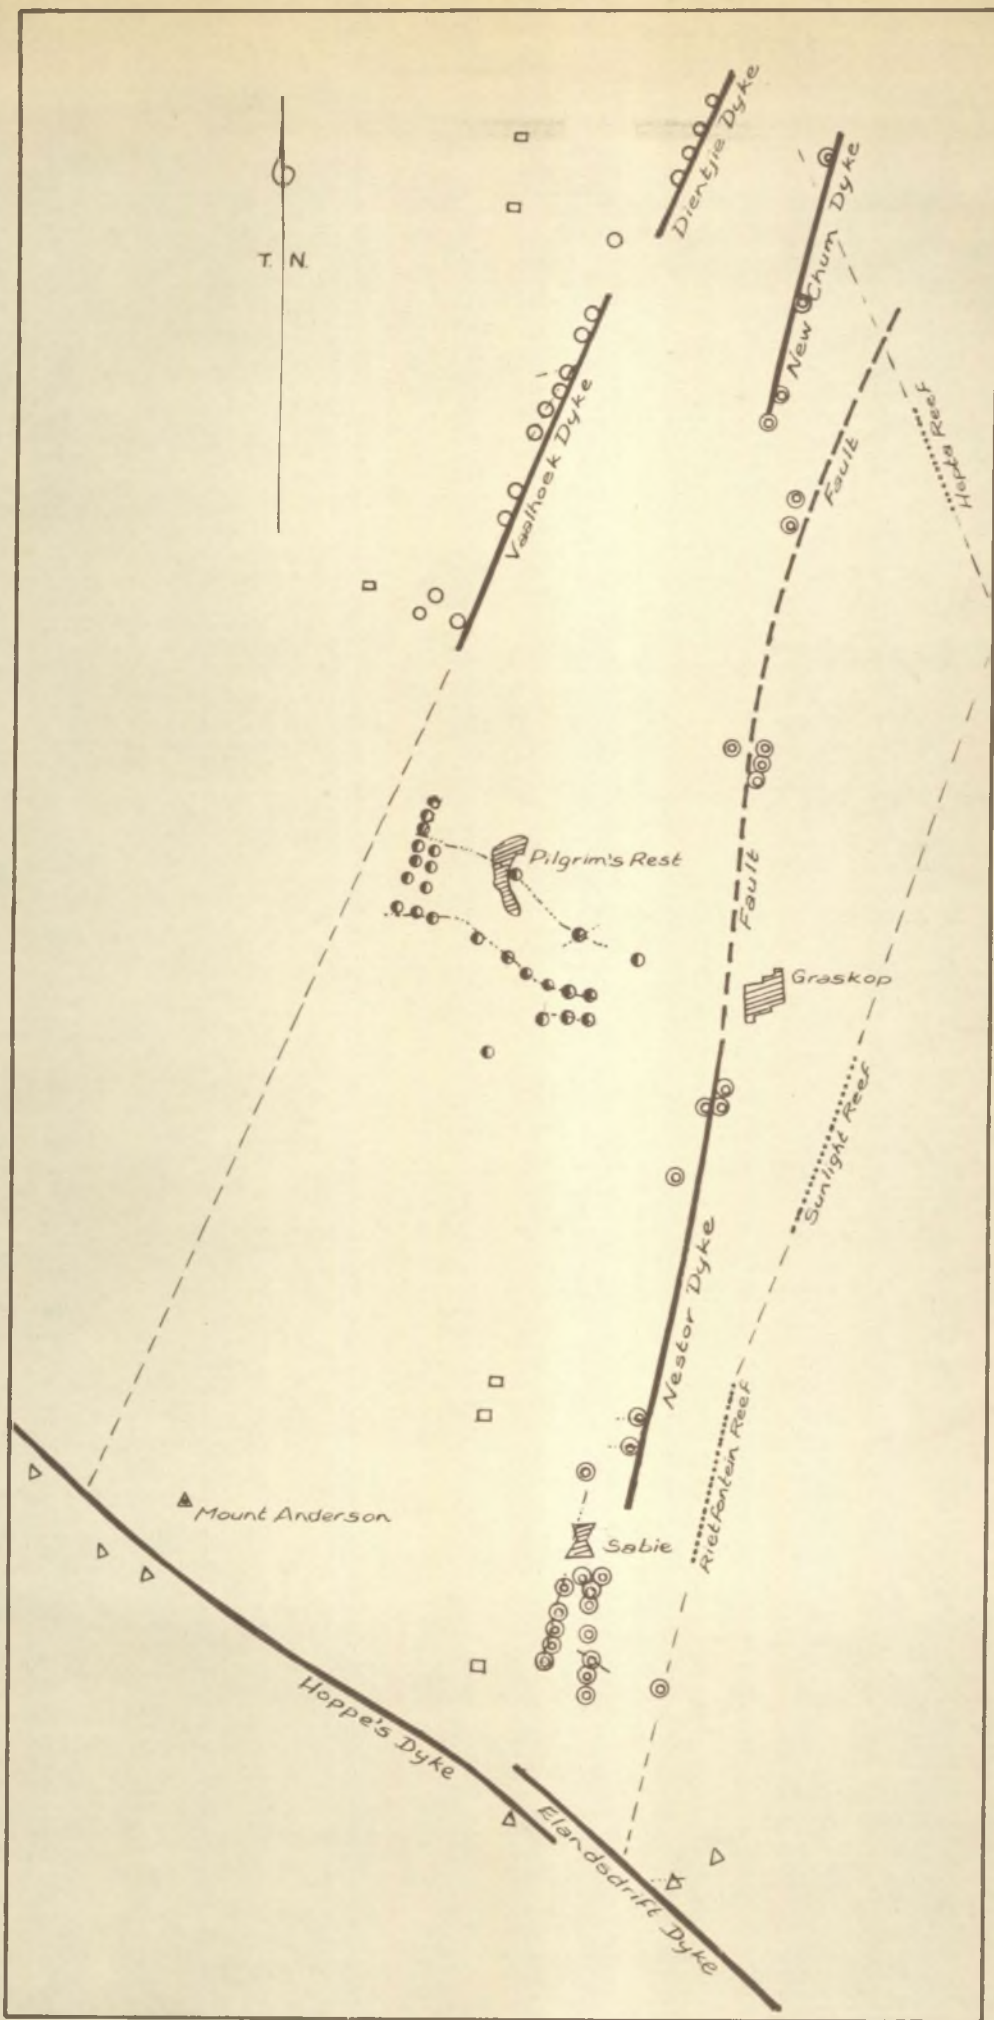 T. N.
Dientjie Dyke
New Chum Dyke
Vaalhoek Dyke
Fault
Hopta Reef
Pilgrim's Rest
Fault
Graskop
Sunlight Reef
Nestor Dyke
Rietfontein Reef
Mount Anderson
Sabie
Hoppe's Dyke
Elandsdrift Dyke